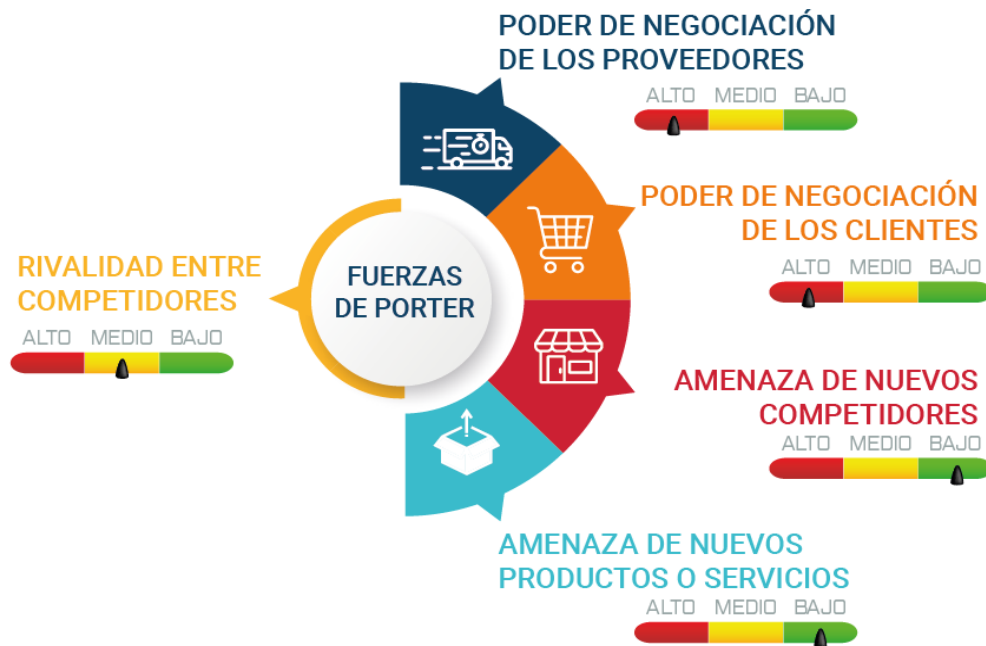 PODER DE NEGOCIACIÓN
DE LOS PROVEEDORES
ALTO MEDIO BAJO
PODER DE NEGOCIACIÓN
DE LOS CLIENTES
ALTO MEDIO BAJO
RIVALIDAD ENTRE
COMPETIDORES
ALTO MEDIO BAJO
FUERZAS
DE PORTER
AMENAZA DE NUEVOS
COMPETIDORES
ALTO MEDIO BAJO
AMENAZA DE NUEVOS
PRODUCTOS O SERVICIOS
ALTO MEDIO BAJO